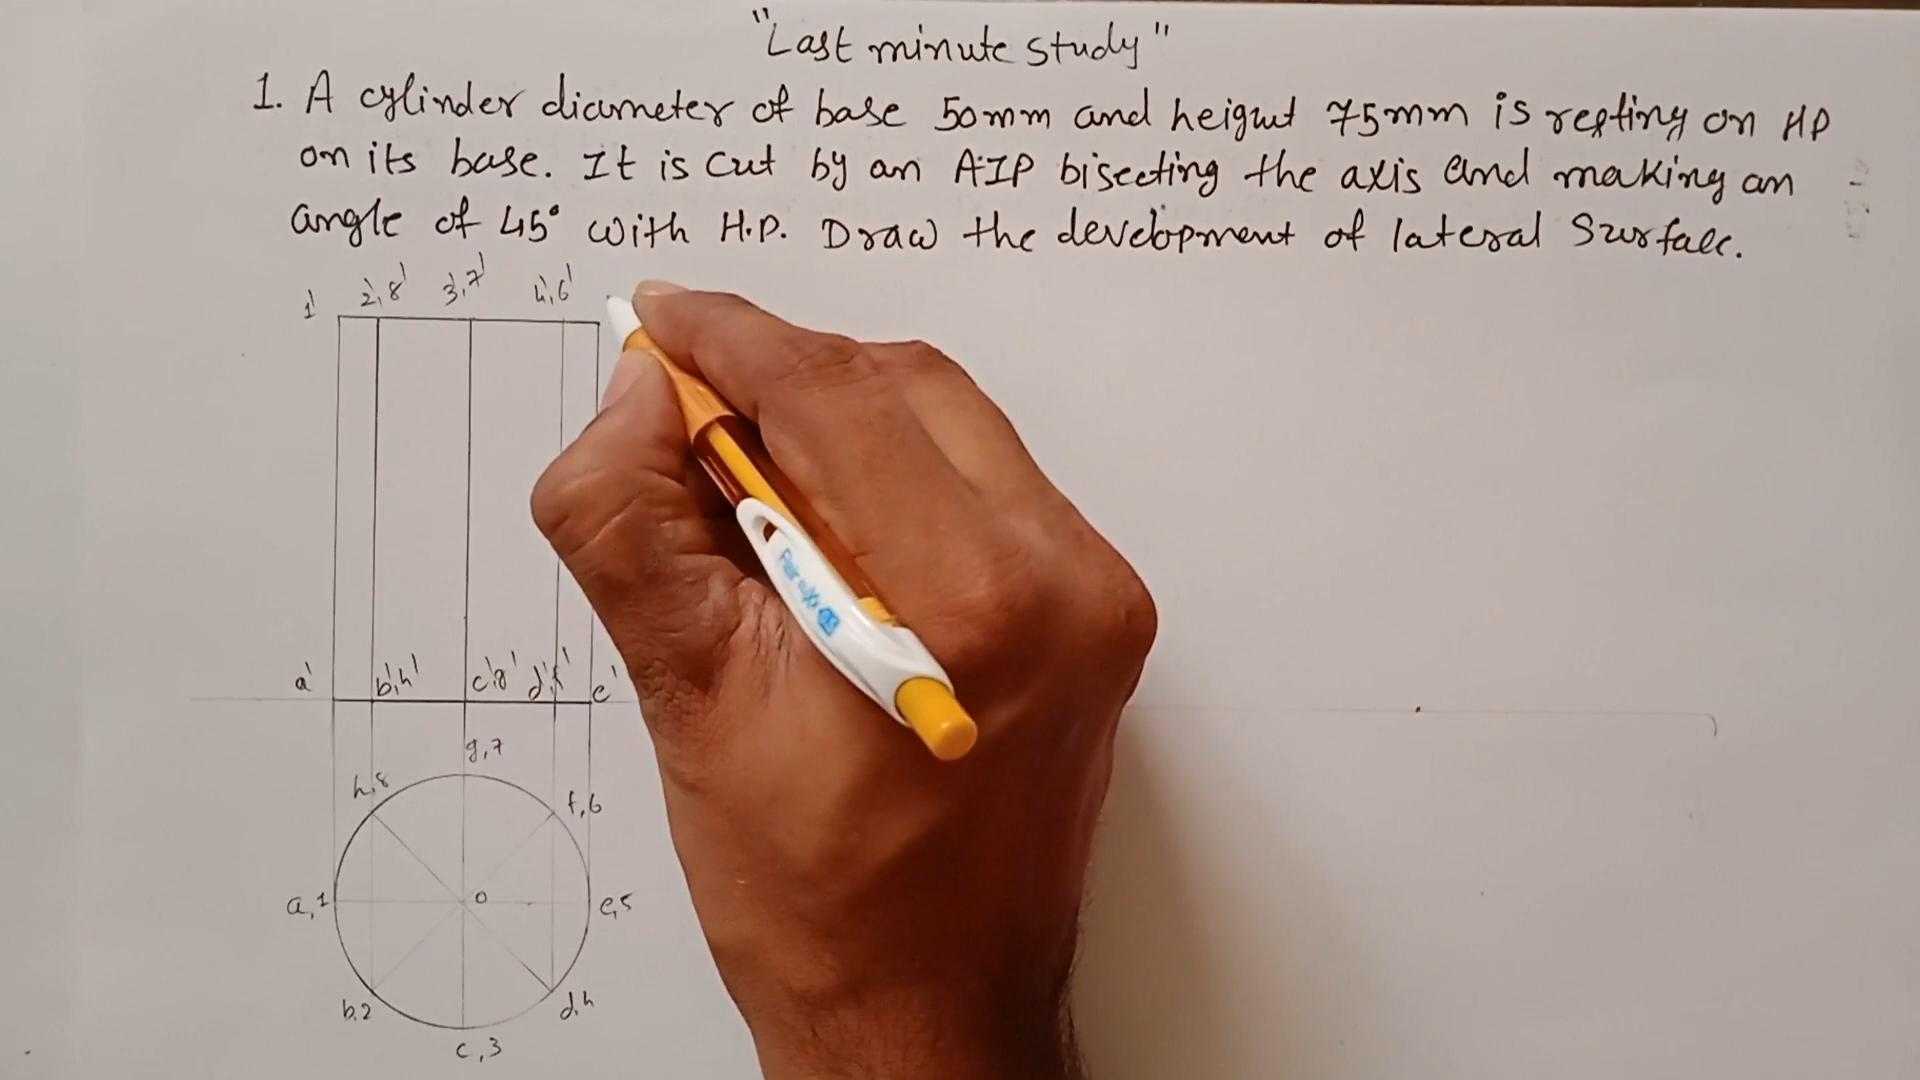 "Last minute study"
1. A cylinder diameter of base 50mm and height 75mm is resting on HP
on its base. It is cut by an AIP bisecting the axis and making an
angle of 45° with H.P. Draw the development of lateral Surface.
1' 2',8' 3',7' 4',6'
a' b',h' c',g' d',f' e'
g,7
h,8 f,6
a,1 o e,5
b,2 d,4
c,3